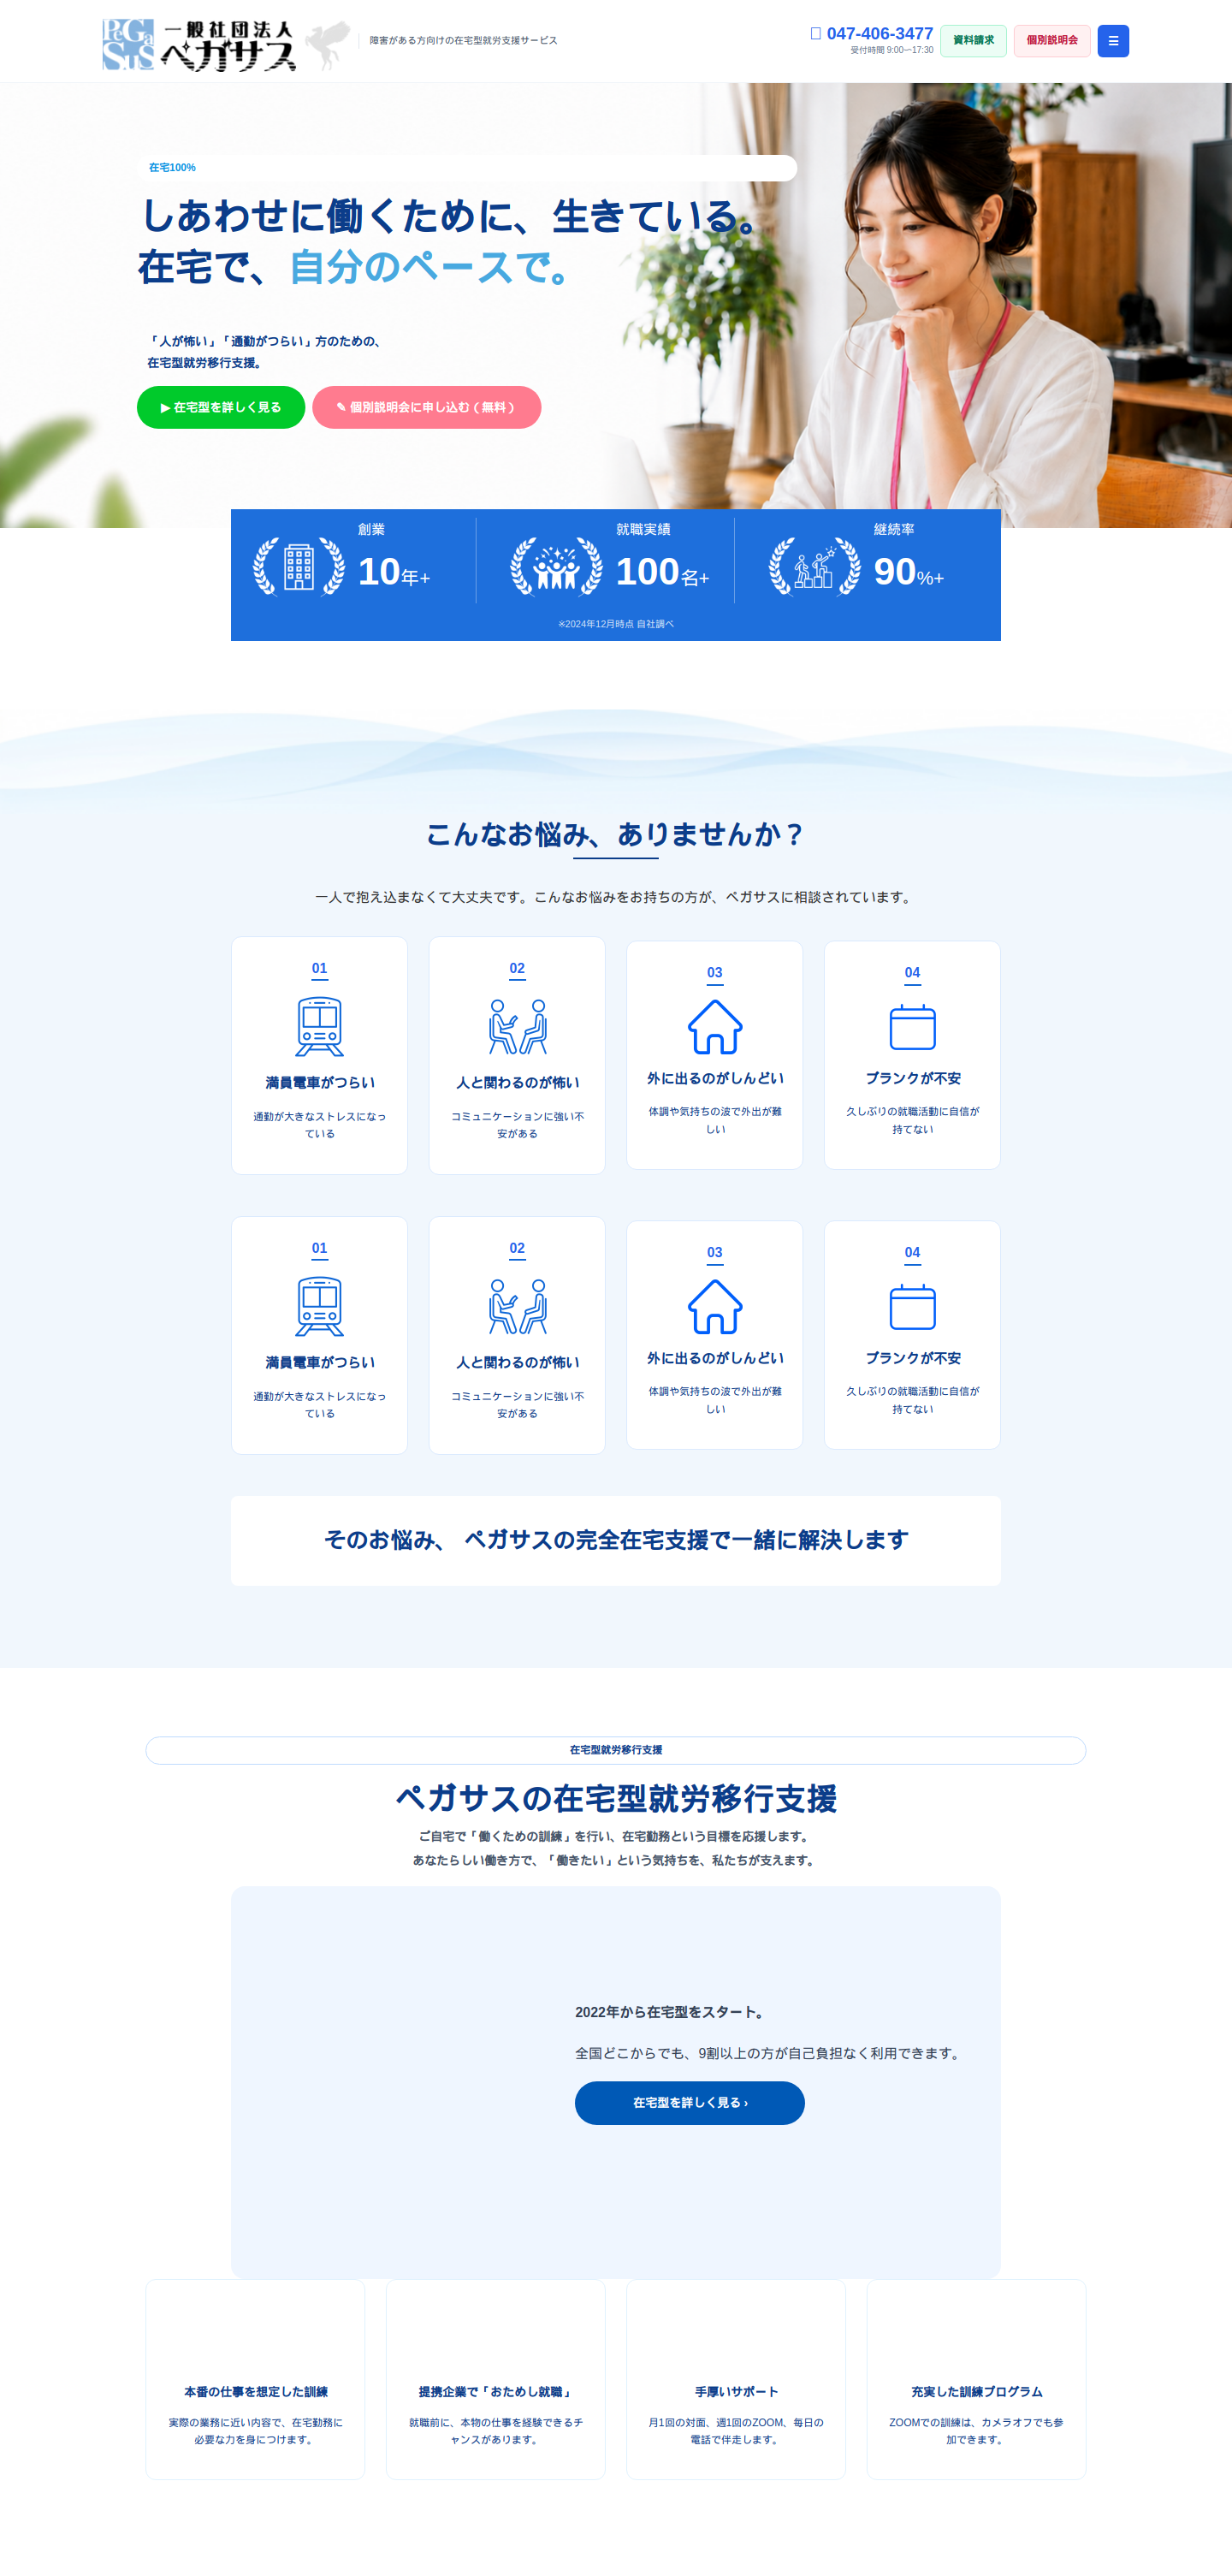 PeGaSuS
一般社団法人
ペガサス
障害がある方向けの在宅型就労支援サービス
047-406-3477
受付時間 9:00〜17:30
資料請求
個別説明会
☰
在宅100%
しあわせに働くために、生きている。
在宅で、自分のペースで。
「人が怖い」「通勤がつらい」方のための、
在宅型就労移行支援。
▶ 在宅型を詳しく見る
✎ 個別説明会に申し込む（無料）
創業
10年+
就職実績
100名+
継続率
90%+
※2024年12月時点 自社調べ
こんなお悩み、ありませんか？
一人で抱え込まなくて大丈夫です。こんなお悩みをお持ちの方が、ペガサスに相談されています。
01
満員電車がつらい
通勤が大きなストレスになっ
ている
02
人と関わるのが怖い
コミュニケーションに強い不
安がある
03
外に出るのがしんどい
体調や気持ちの波で外出が難
しい
04
ブランクが不安
久しぶりの就職活動に自信が
持てない
01
満員電車がつらい
通勤が大きなストレスになっ
ている
02
人と関わるのが怖い
コミュニケーションに強い不
安がある
03
外に出るのがしんどい
体調や気持ちの波で外出が難
しい
04
ブランクが不安
久しぶりの就職活動に自信が
持てない
そのお悩み、 ペガサスの完全在宅支援で一緒に解決します
在宅型就労移行支援
ペガサスの在宅型就労移行支援
ご自宅で「働くための訓練」を行い、在宅勤務という目標を応援します。
あなたらしい働き方で、「働きたい」という気持ちを、私たちが支えます。
2022年から在宅型をスタート。
全国どこからでも、9割以上の方が自己負担なく利用できます。
在宅型を詳しく見る ›
本番の仕事を想定した訓練
実際の業務に近い内容で、在宅勤務に
必要な力を身につけます。
提携企業で「おためし就職」
就職前に、本物の仕事を経験できるチ
ャンスがあります。
手厚いサポート
月1回の対面、週1回のZOOM、毎日の
電話で伴走します。
充実した訓練プログラム
ZOOMでの訓練は、カメラオフでも参
加できます。